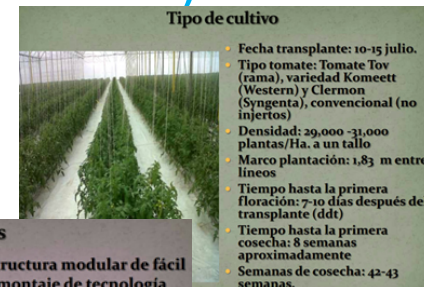 Tipo de cultivo
Fecha transplante: 10-15 julio.
Tipo tomate: Tomate Tov
(rama), variedad Komeett
(Western) y Clermon
(Syngenta), convencional (no
injertos)
Densidad: 29,000 -31,000
plantas/Ha. a un tallo
Marco plantación: 1,83 m entre
líneos
Tiempo hasta la primera
floración: 7-10 días después de
transplante (ddt)
Tiempo hasta la primera
cosecha: 8 semanas
aproximadamente
Semanas de cosecha: 42-43
semanas.
ructura modular de fácil
montaje de tecnología